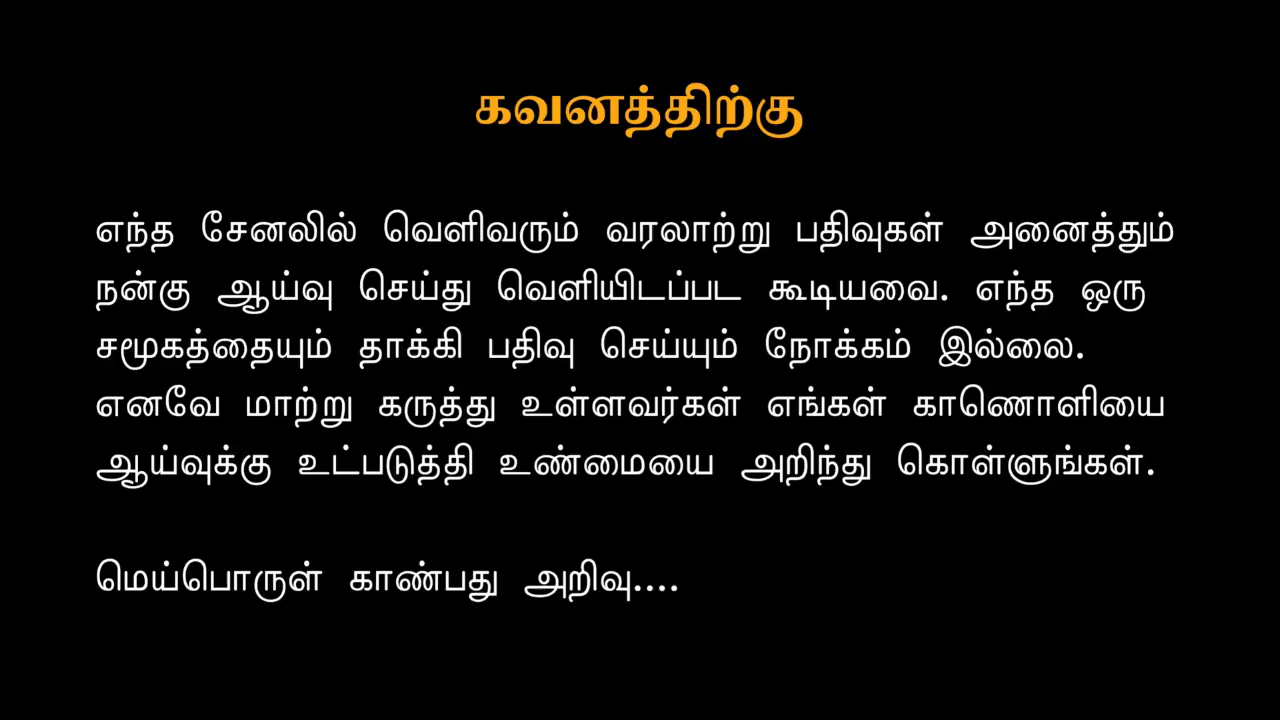 கவனத்திற்கு
எந்த சேனலில் வெளிவரும் வரலாற்று பதிவுகள் அனைத்தும்
நன்கு ஆய்வு செய்து வெளியிடப்பட கூடியவை. எந்த ஒரு
சமூகத்தையும் தாக்கி பதிவு செய்யும் நோக்கம் இல்லை.
எனவே மாற்று கருத்து உள்ளவர்கள் எங்கள் காணொளியை
ஆய்வுக்கு உட்படுத்தி உண்மையை அறிந்து கொள்ளுங்கள்.
மெய்பொருள் காண்பது அறிவு....